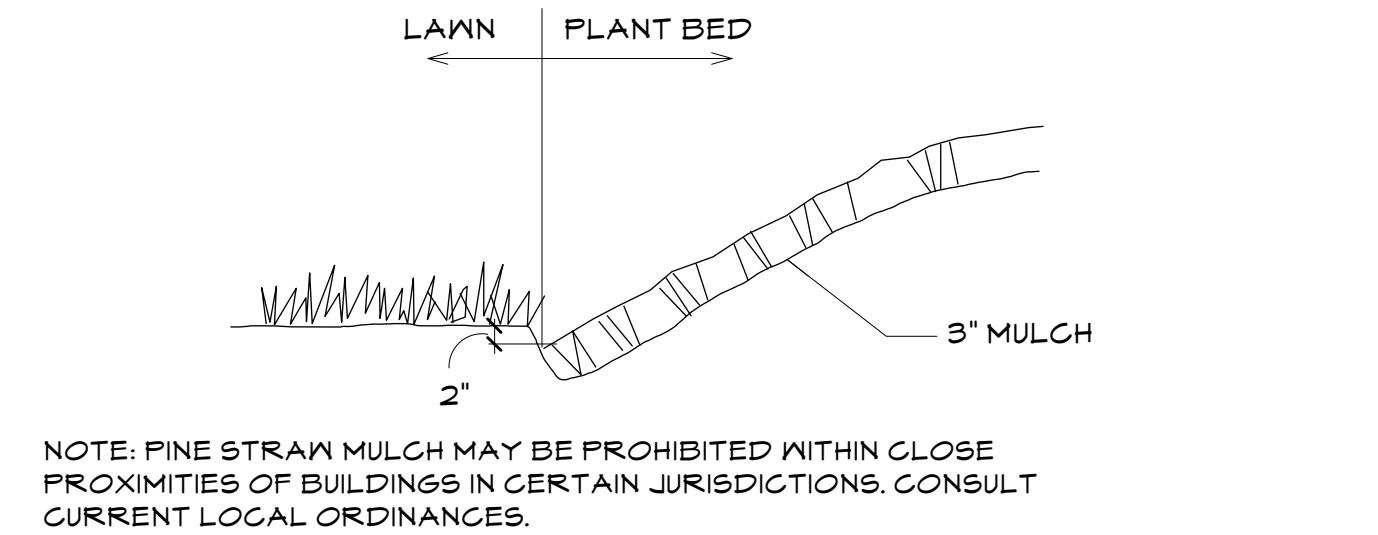 LAWN PLANT BED
3" MULCH
2"
NOTE: PINE STRAW MULCH MAY BE PROHIBITED WITHIN CLOSE
PROXIMITIES OF BUILDINGS IN CERTAIN JURISDICTIONS. CONSULT
CURRENT LOCAL ORDINANCES.